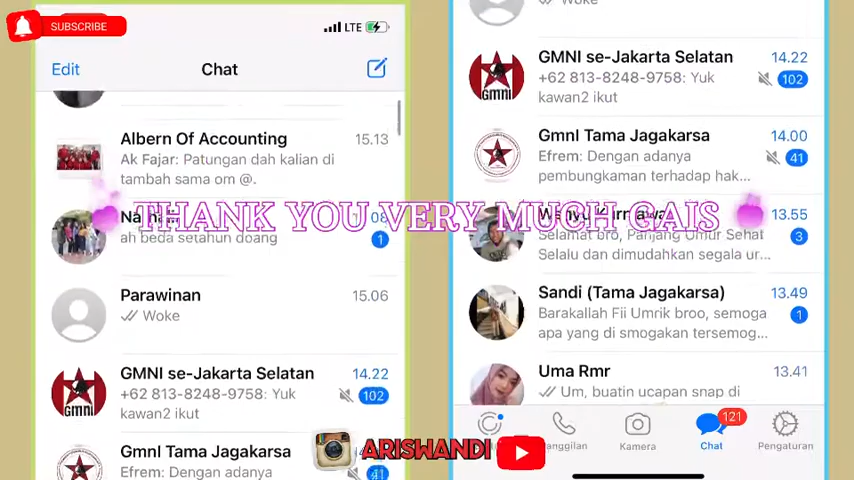 SUBSCRIBE
LTE
Edit
Chat
Albern Of Accounting
15.13
Ak Fajar: Patungan dah kalian di
tambah sama om @.
08
ah beda setahun doang
1
Parawinan
15.06
Woke
GMNI se-Jakarta Selatan
14.22
+62 813-8248-9758: Yuk
kawan2 ikut
102
GMNI
Gmnl Tama Jagakarsa
Efrem: Dengan adanya
41
Woke
GMNI se-Jakarta Selatan
14.22
+62 813-8248-9758: Yuk
kawan2 ikut
102
GMNI
Gmnl Tama Jagakarsa
14.00
Efrem: Dengan adanya
pembungkaman terhadap hak...
41
13.55
Selamat bro, Panjang Umur Sehat
Selalu dan dimudahkan segala ur...
3
Sandi (Tama Jagakarsa)
13.49
Barakallah Fii Umrik broo, semoga
apa yang di smogakan tersemog...
1
Uma Rmr
13.41
Um, buatin ucapan snap di
121
Kamera
Chat
Pengaturan
THANK YOU VERY MUCH GAIS
ARISWANDI